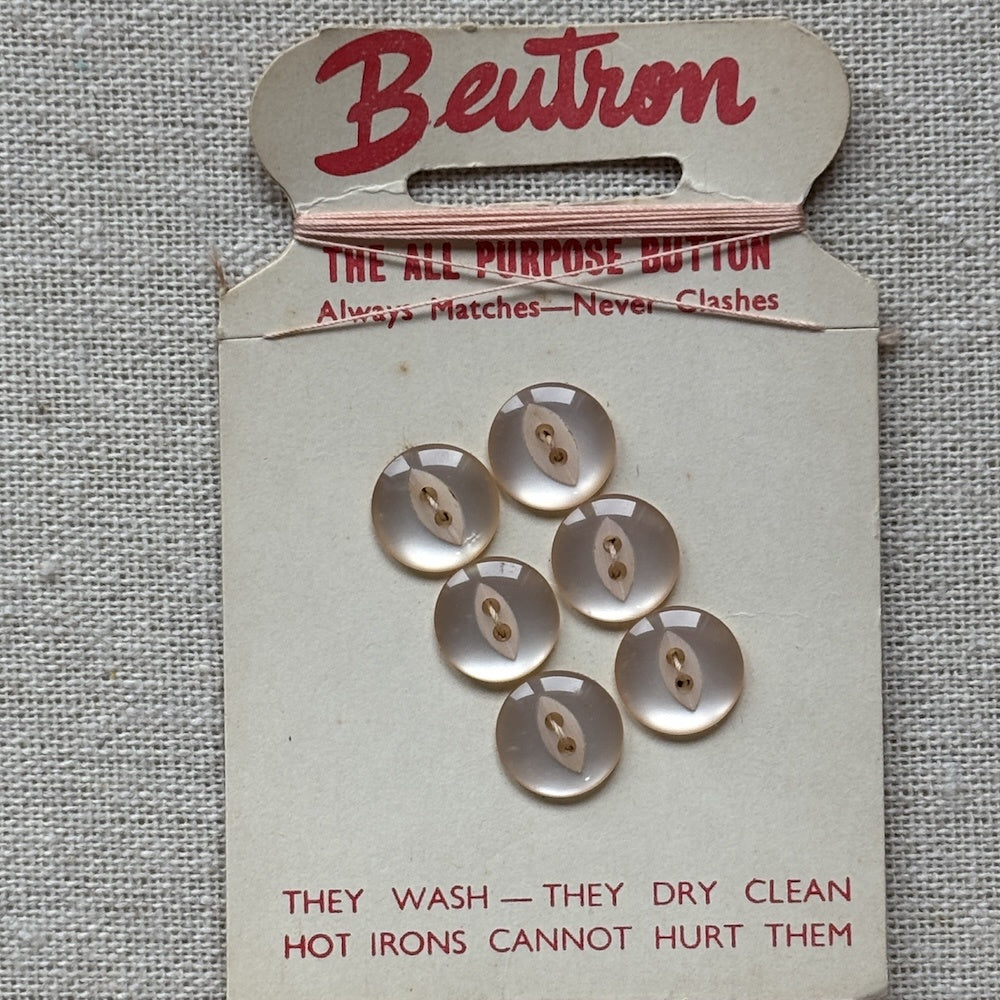 Beutron
THE ALL PURPOSE BUTTON
Always Matches—Never Clashes
THEY WASH — THEY DRY CLEAN
HOT IRONS CANNOT HURT THEM